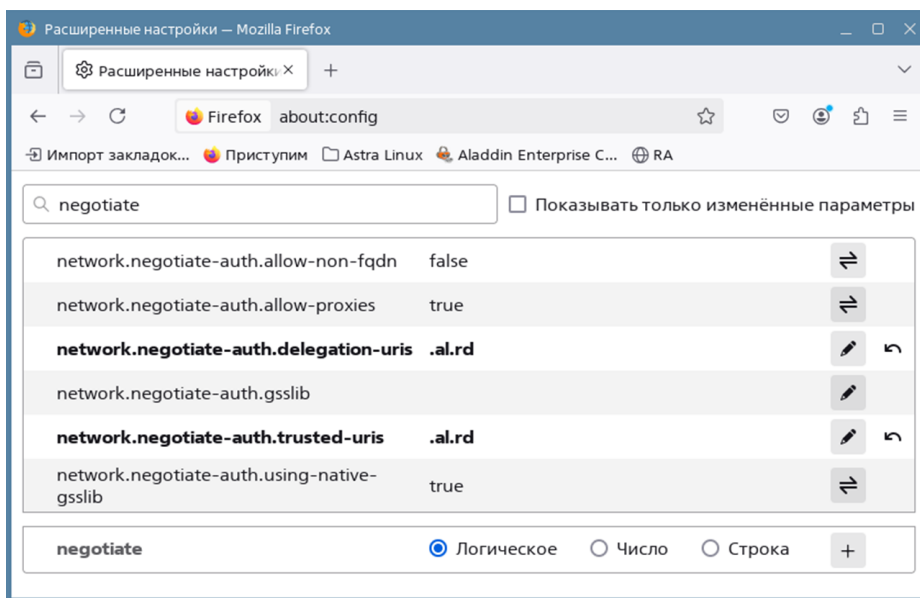 Расширенные настройки — Mozilla Firefox
Расширенные настройки
Firefox about:config
Импорт закладок... Приступим Astra Linux Aladdin Enterprise C... RA
negotiate Показывать только изменённые параметры
network.negotiate-auth.allow-non-fqdn false
network.negotiate-auth.allow-proxies true
network.negotiate-auth.delegation-uris .al.rd
network.negotiate-auth.gsslib
network.negotiate-auth.trusted-uris .al.rd
network.negotiate-auth.using-native-
gsslib true
negotiate Логическое Число Строка